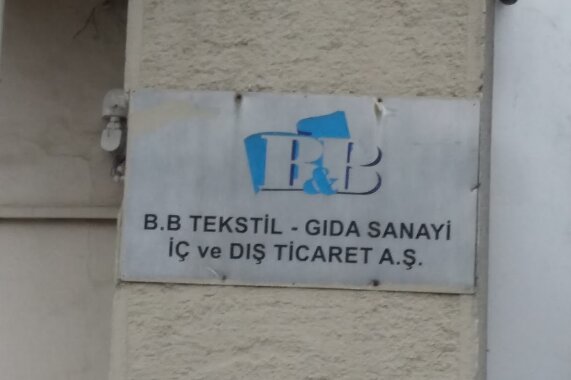 B&B
B.B TEKSTİL - GIDA SANAYİ
İÇ ve DIŞ TİCARET A.Ş.